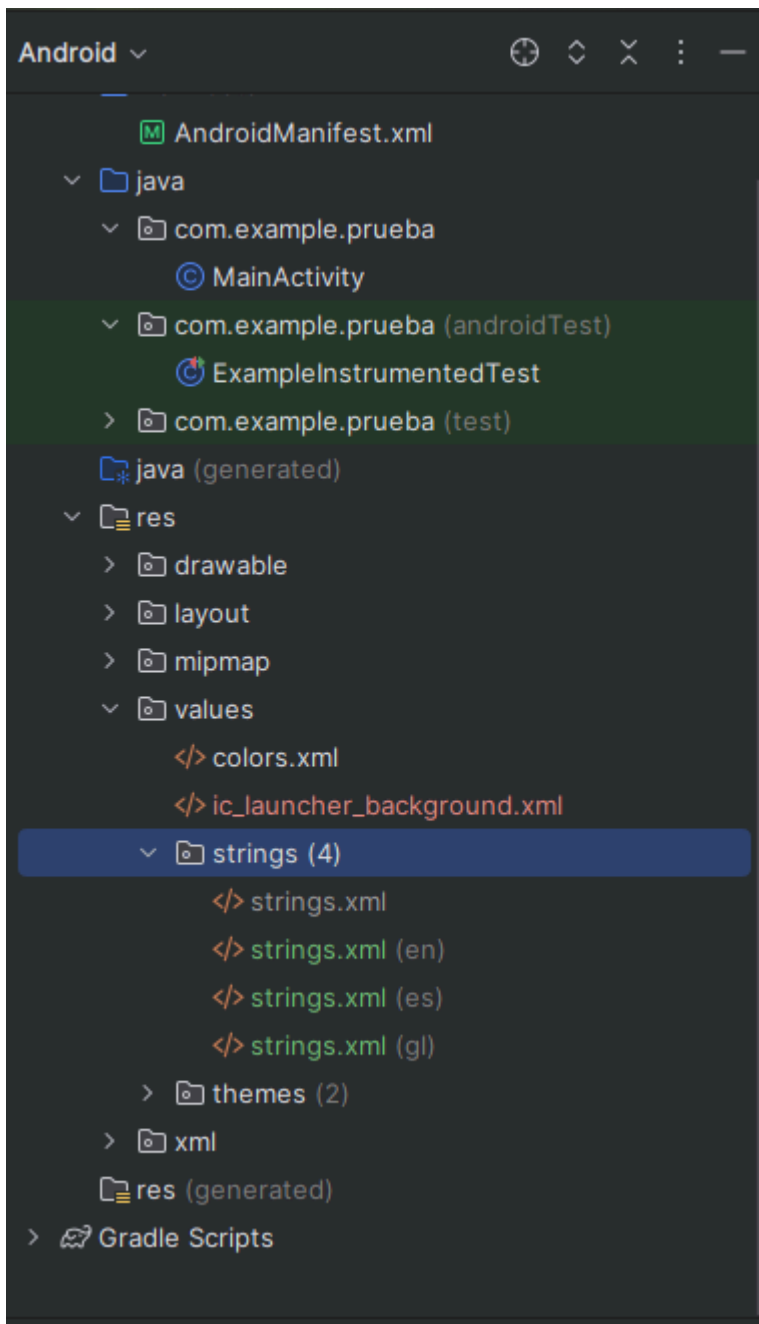 Android
AndroidManifest.xml
java
com.example.prueba
MainActivity
com.example.prueba (androidTest)
ExampleInstrumentedTest
com.example.prueba (test)
java (generated)
res
drawable
layout
mipmap
values
colors.xml
ic_launcher_background.xml
strings (4)
strings.xml
strings.xml (en)
strings.xml (es)
strings.xml (gl)
themes (2)
xml
res (generated)
Gradle Scripts